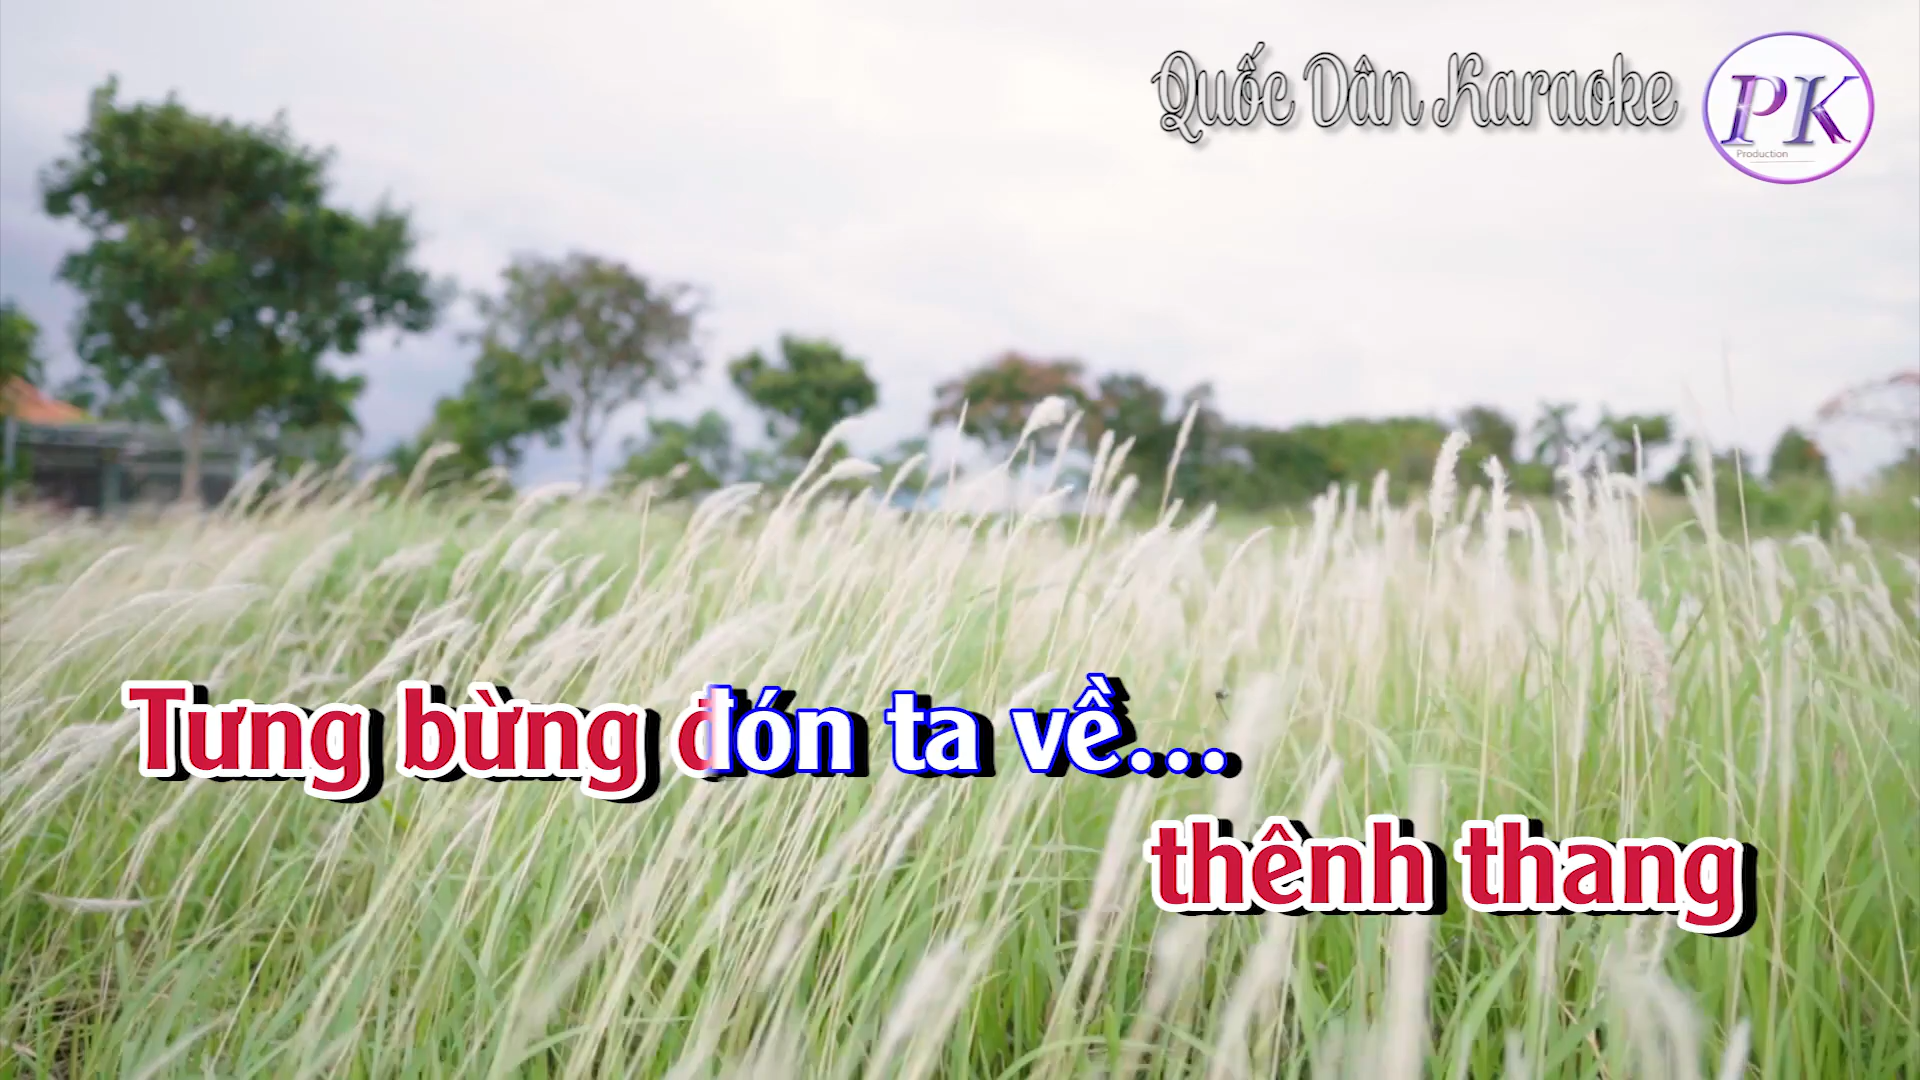 Quốc Dân Karaoke
PK
Production
Tưng bừng đón ta về...
thênh thang